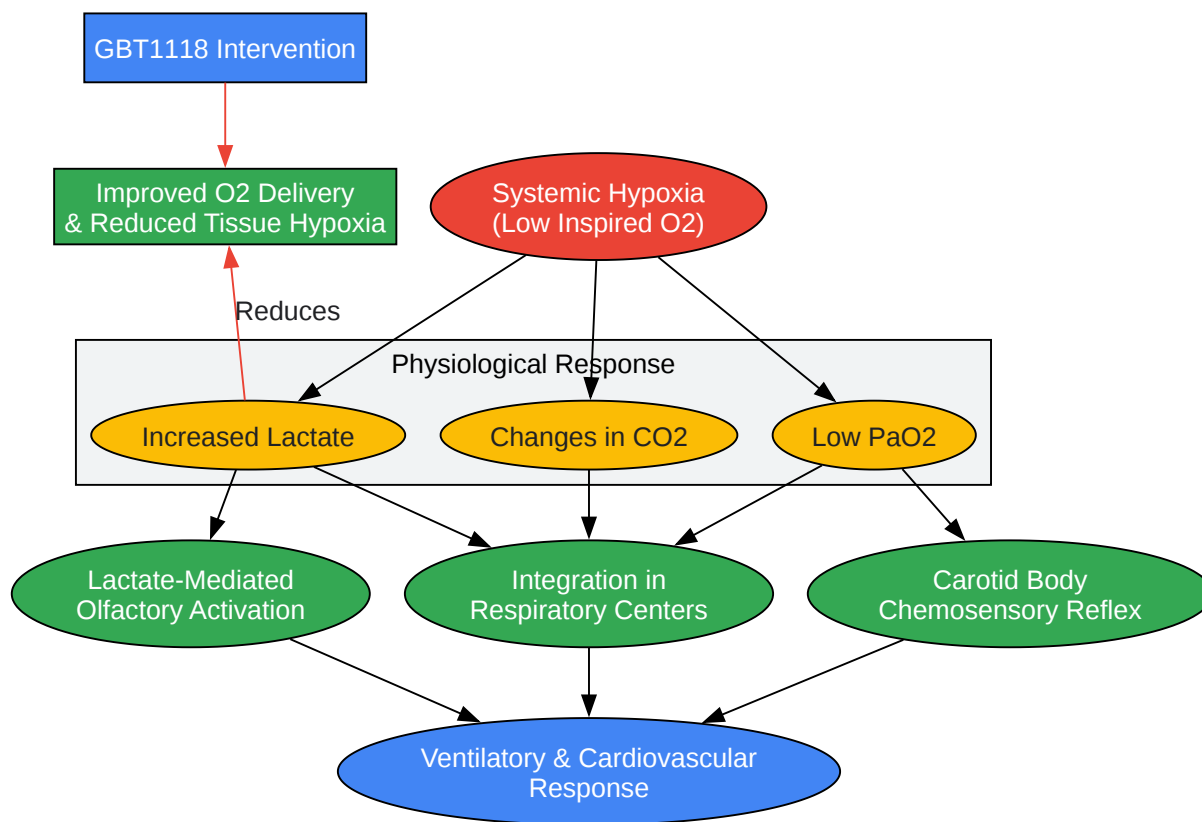 GBT1118 Intervention
Improved O2 Delivery
& Reduced Tissue Hypoxia
Systemic Hypoxia
(Low Inspired O2)
Reduces
Physiological Response
Increased Lactate
Changes in CO2
Low PaO2
Lactate-Mediated
Olfactory Activation
Integration in
Respiratory Centers
Carotid Body
Chemosensory Reflex
Ventilatory & Cardiovascular
Response